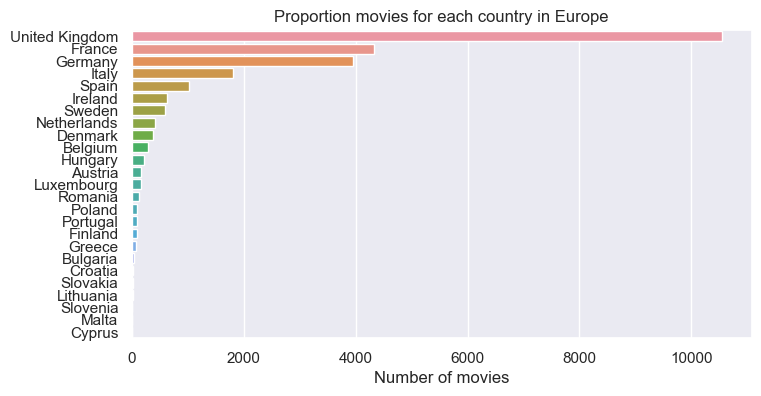 Proportion movies for each country in Europe
United Kingdom
France
Germany
Italy
Spain
Ireland
Sweden
Netherlands
Denmark
Belgium
Hungary
Austria
Luxembourg
Romania
Poland
Portugal
Finland
Greece
Bulgaria
Croatia
Slovakia
Lithuania
Slovenia
Malta
Cyprus
0 2000 4000 6000 8000 10000
Number of movies